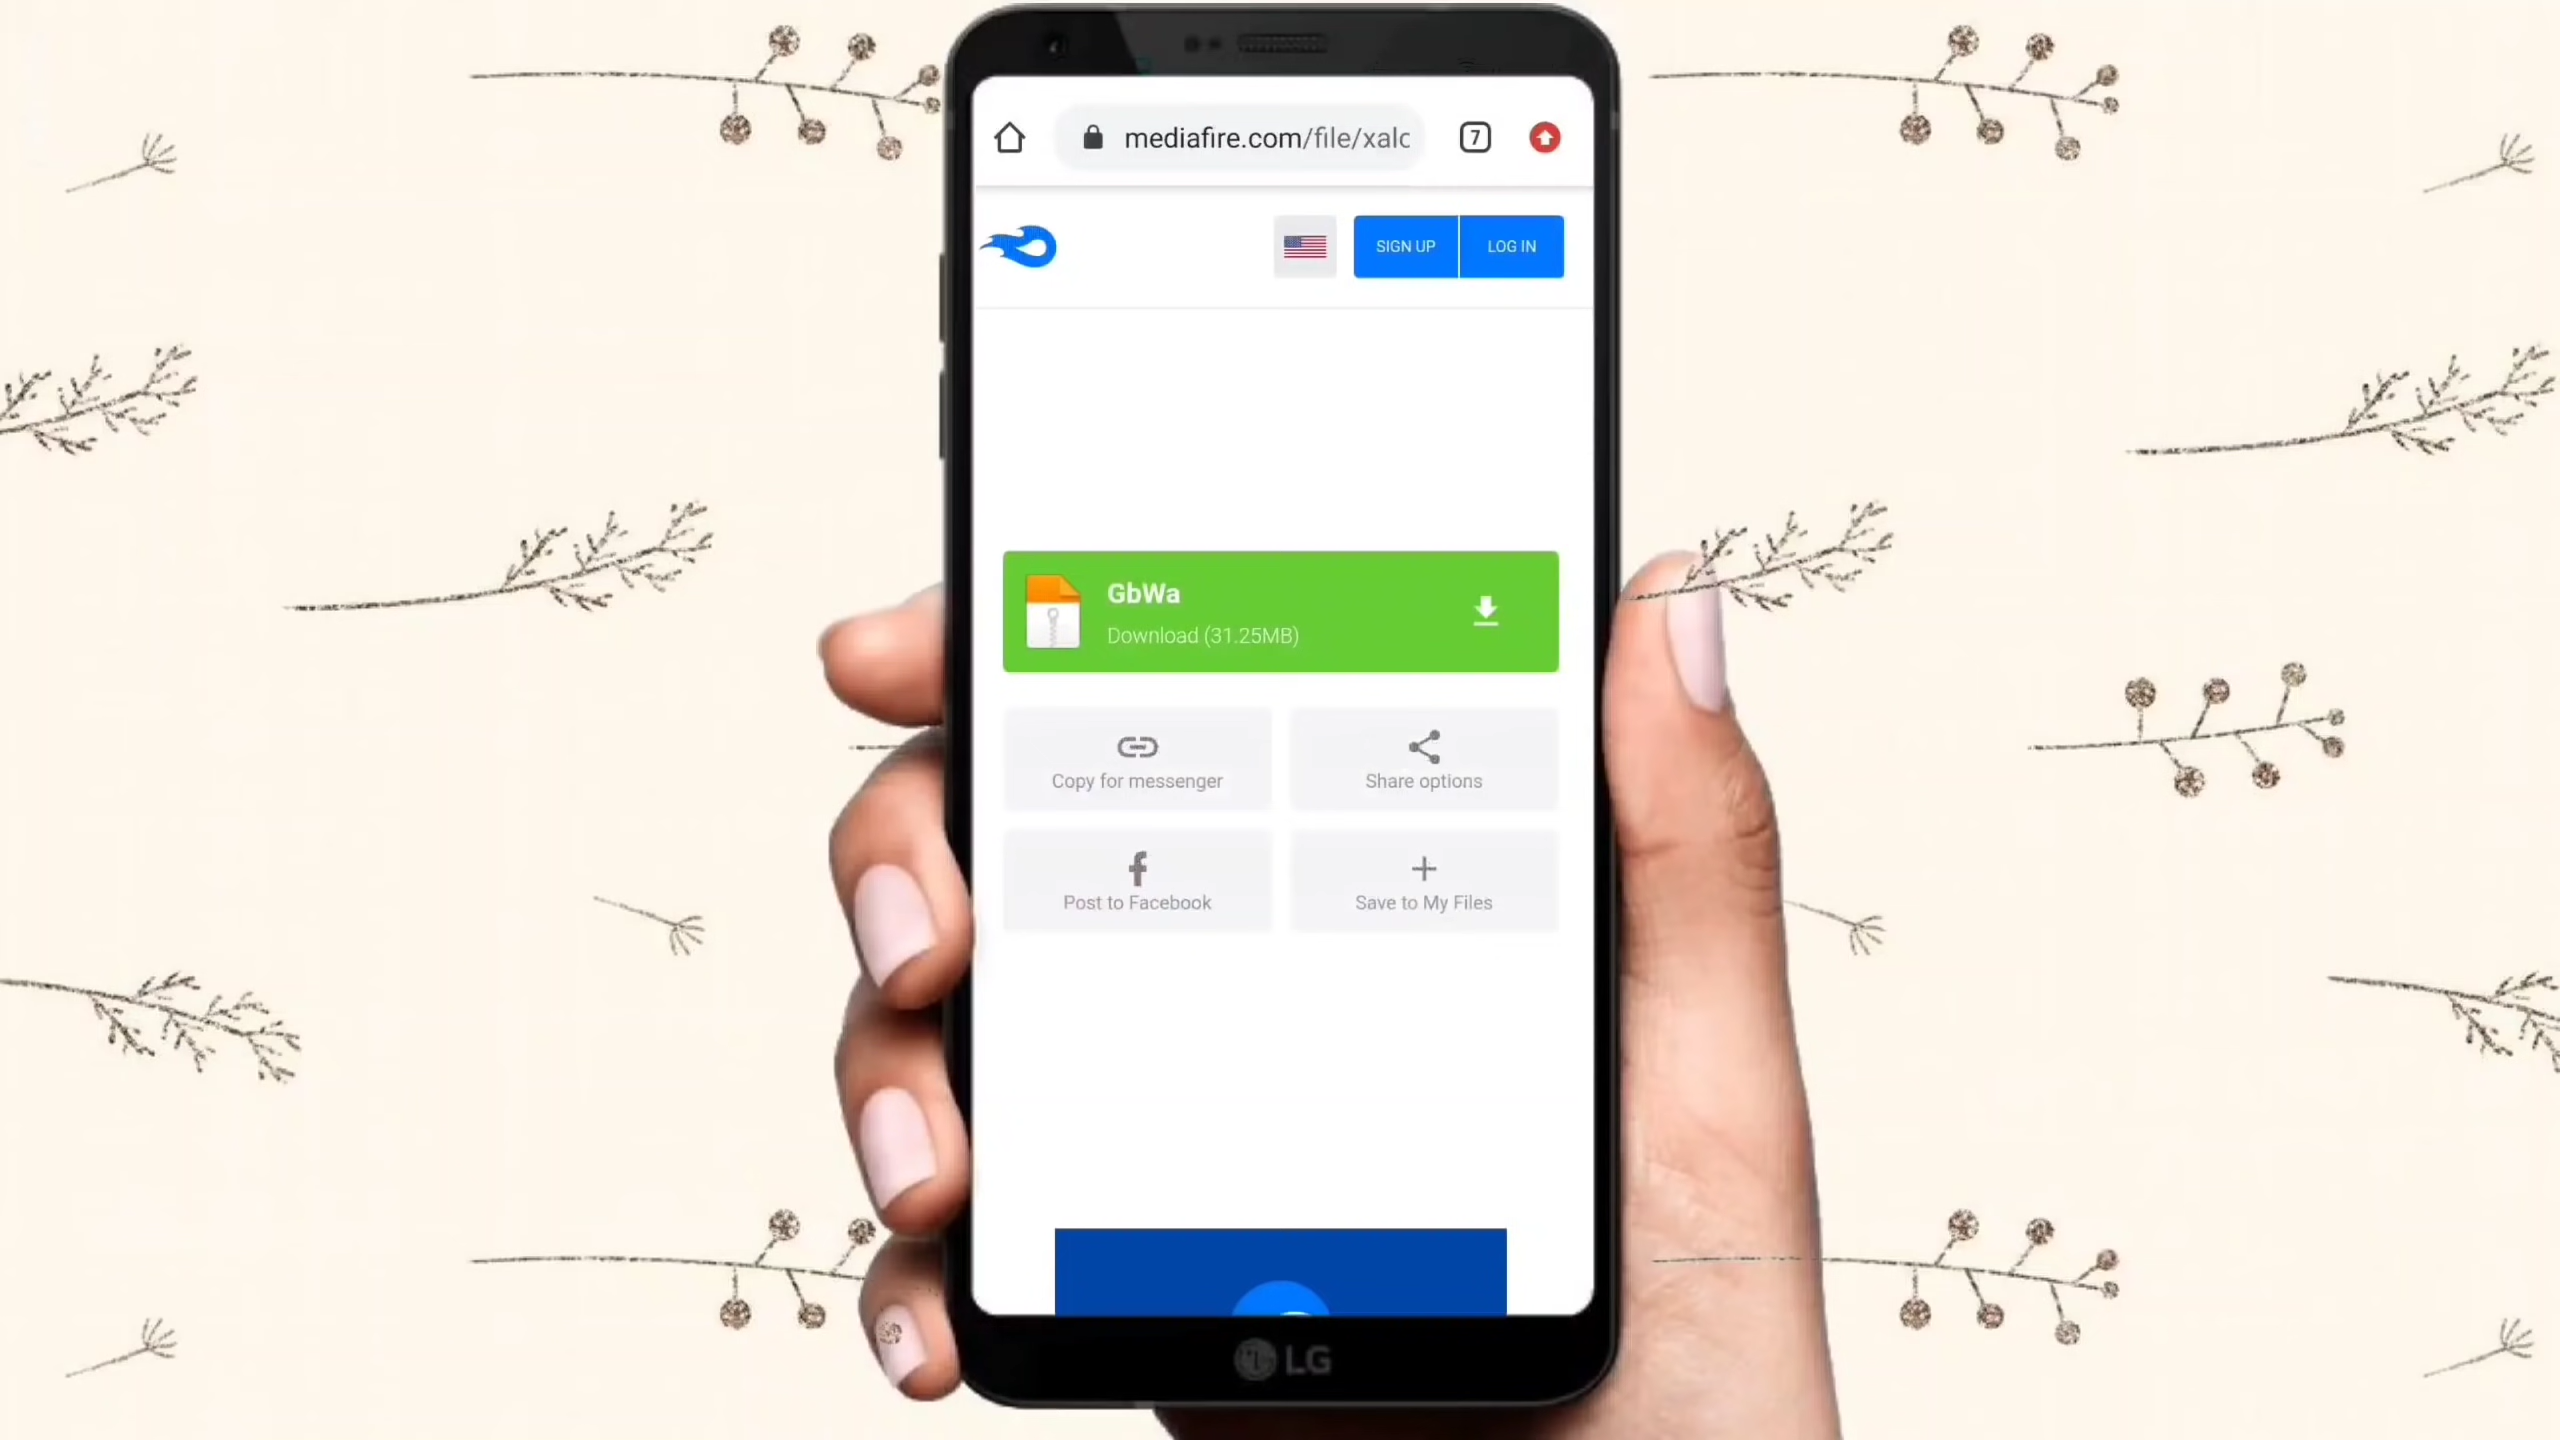 mediafire.com/file/xalc
7
SIGN UP
LOG IN
GbWa
Download (31.25MB)
Copy for messenger
Share options
Post to Facebook
Save to My Files
LG